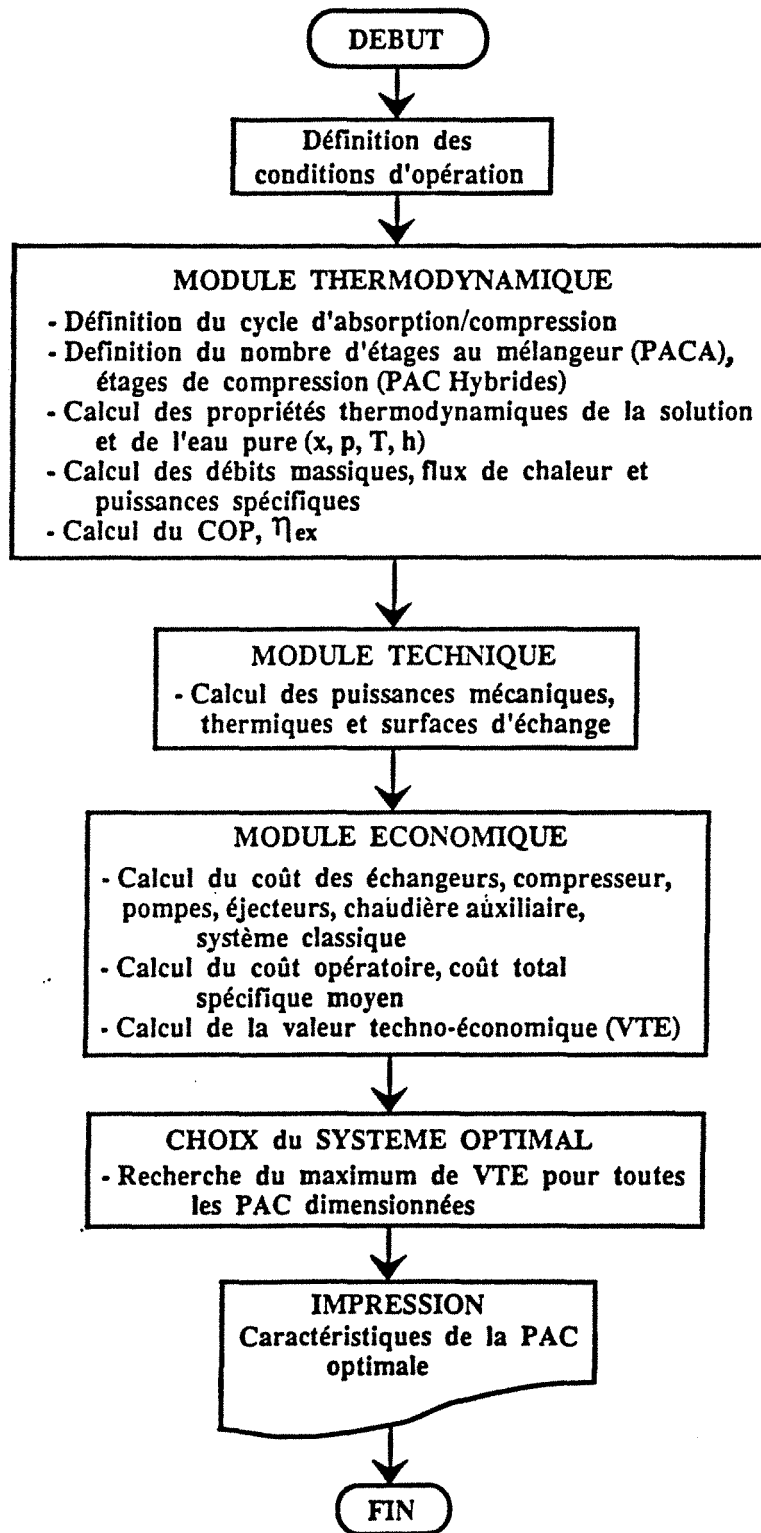 DEBUT
Définition des
conditions d'opération
MODULE THERMODYNAMIQUE
- Définition du cycle d'absorption/compression
- Definition du nombre d'étages au mélangeur (PACA),
étages de compression (PAC Hybrides)
- Calcul des propriétés thermodynamiques de la solution
et de l'eau pure (x, p, T, h)
- Calcul des débits massiques, flux de chaleur et
puissances spécifiques
- Calcul du COP, ηex
MODULE TECHNIQUE
- Calcul des puissances mécaniques,
thermiques et surfaces d'échange
MODULE ECONOMIQUE
- Calcul du coût des échangeurs, compresseur,
pompes, éjecteurs, chaudière auxiliaire,
système classique
- Calcul du coût opératoire, coût total
spécifique moyen
- Calcul de la valeur techno-économique (VTE)
CHOIX du SYSTEME OPTIMAL
- Recherche du maximum de VTE pour toutes
les PAC dimensionnées
IMPRESSION
Caractéristiques de la PAC
optimale
FIN